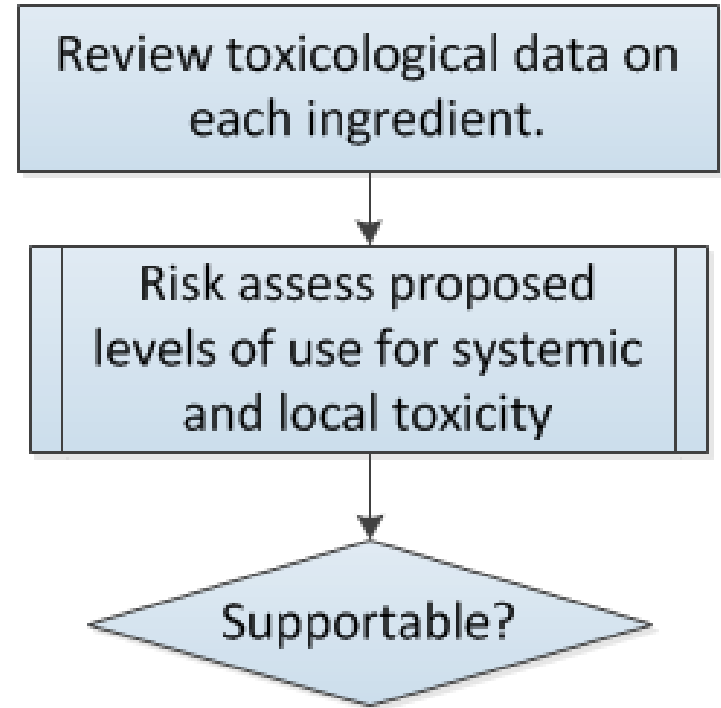 Review toxicological data on
each ingredient.
Risk assess proposed
levels of use for systemic
and local toxicity
Supportable?